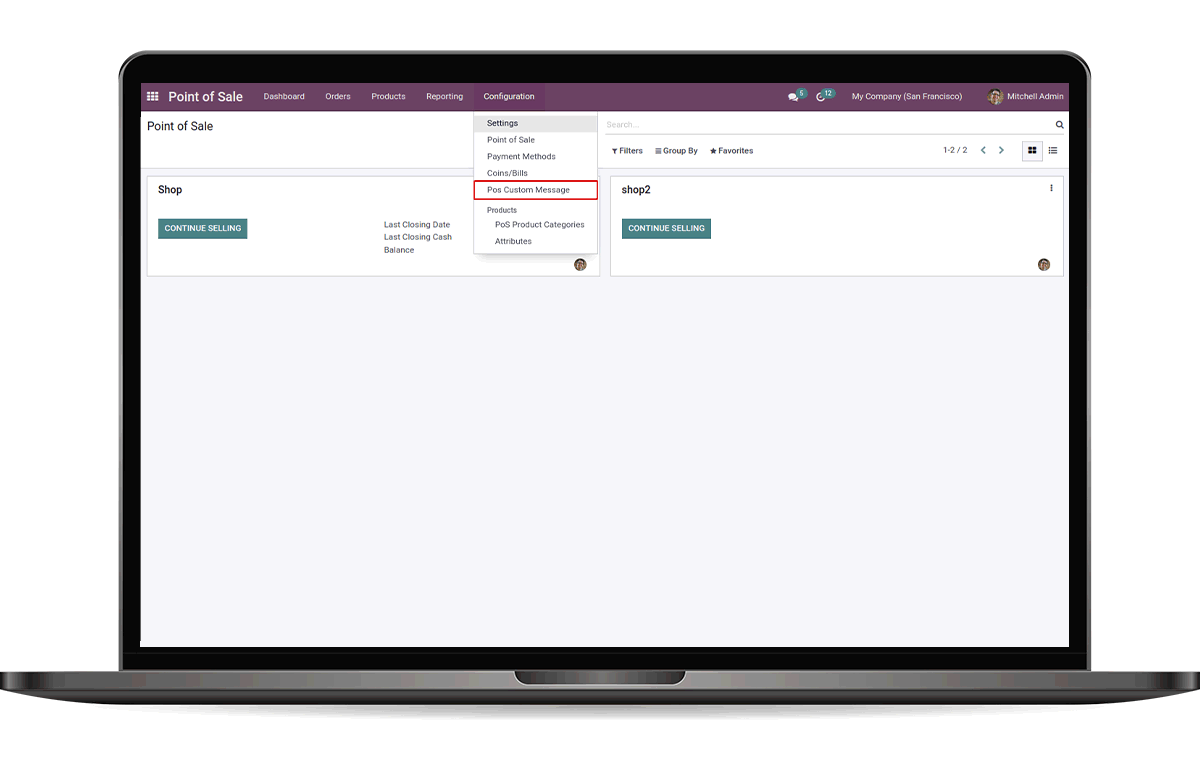 Point of Sale Dashboard Orders Products Reporting Configuration 5 12 My Company (San Francisco) Mitchell Admin
Point of Sale
Search...
Filters Group By Favorites 1-2 / 2
Settings
Point of Sale
Payment Methods
Coins/Bills
Pos Custom Message
Products
PoS Product Categories
Attributes
Shop
CONTINUE SELLING
Last Closing Date
Last Closing Cash
Balance
shop2
CONTINUE SELLING